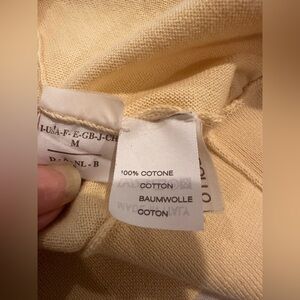 I-USA-F-E-GB-J-CH
M
NL - B
100% COTONE
COTTON
BAUMWOLLE
COTON